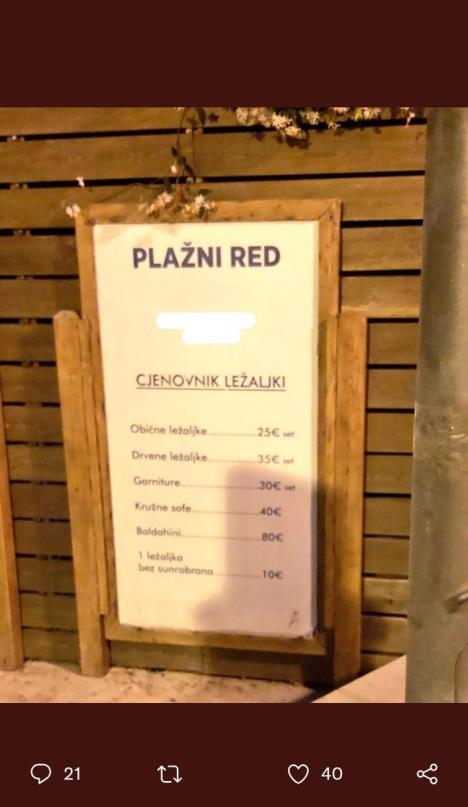 PLAŽNI RED
CJENOVNIK LEŽALJKI
Obične ležaljke..............25€ set
Drvene ležaljke..............35€ set
Garniture........................30€ set
Kružne sofe....................40€
Baldahini........................80€
1 ležaljka
bez suncobrana..............10€
21
40